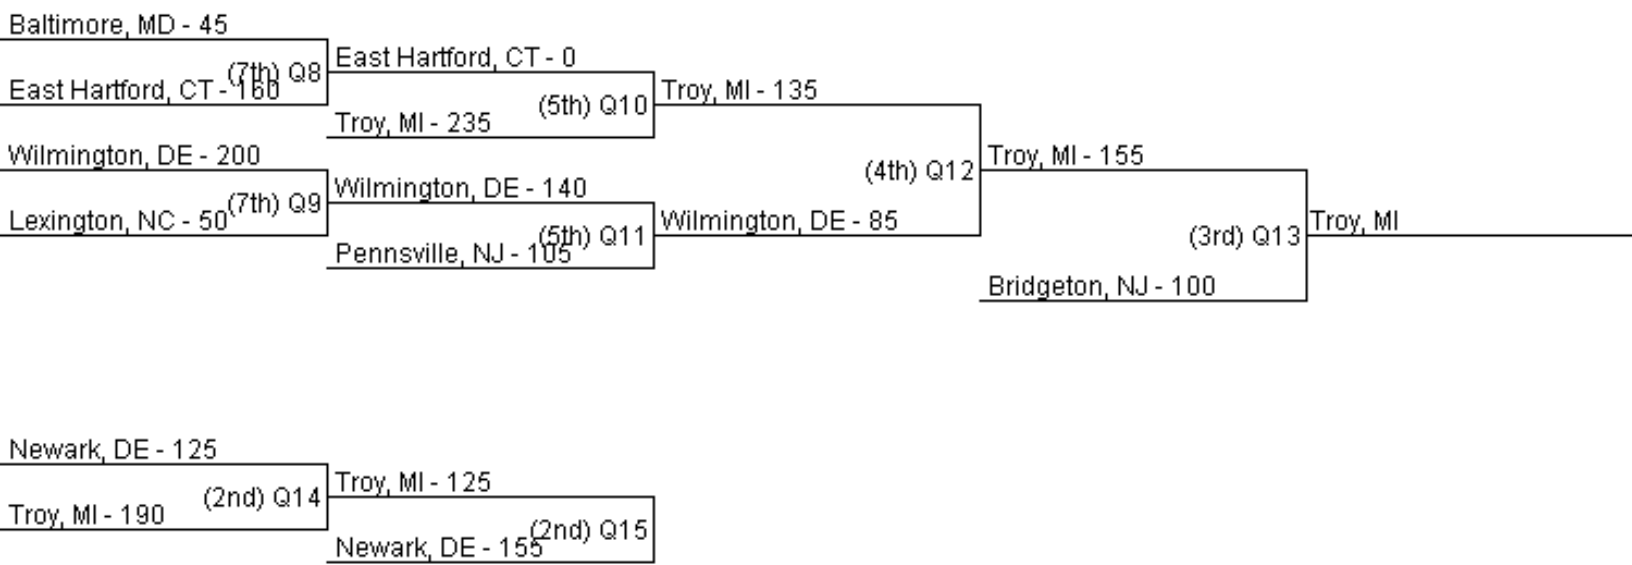 Baltimore, MD - 45
(7th) Q8
East Hartford, CT - 160
East Hartford, CT - 0
(5th) Q10
Troy, MI - 235
Troy, MI - 135
Wilmington, DE - 200
(7th) Q9
Lexington, NC - 50
Wilmington, DE - 140
(5th) Q11
Pennsville, NJ - 105
Wilmington, DE - 85
(4th) Q12
Troy, MI - 155
(3rd) Q13
Bridgeton, NJ - 100
Troy, MI
Newark, DE - 125
(2nd) Q14
Troy, MI - 190
Troy, MI - 125
(2nd) Q15
Newark, DE - 155